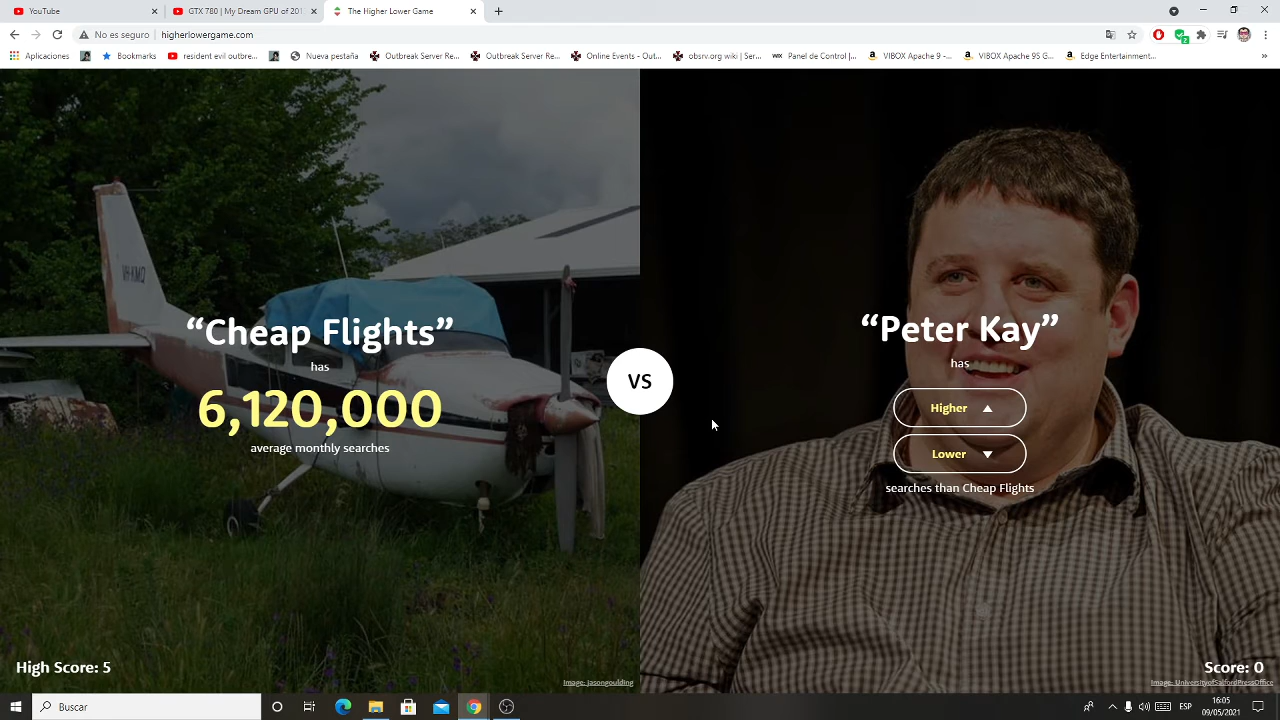 YouTube
GTX 780 | My Dream GPU of 201
The Higher Lower Game
No es seguro | higherlowergame.com
Aplicaciones
Bookmarks
resident evil outbre...
Nueva pestaña
Outbreak Server Re...
Outbreak Server Re...
Online Events - Out...
obsrv.org wiki | Ser...
WIX Panel de Control |...
VIBOX Apache 9 -...
VIBOX Apache 9S G...
Edge Entertainment...
»
“Cheap Flights”
has
6,120,000
average monthly searches
VS
“Peter Kay”
has
Higher ▲
Lower ▼
searches than Cheap Flights
High Score: 5
Image: Jasongoulding
Score: 0
Image: UniversityofSalfordPressOffice
Buscar
ESP
16:05
09/05/2021